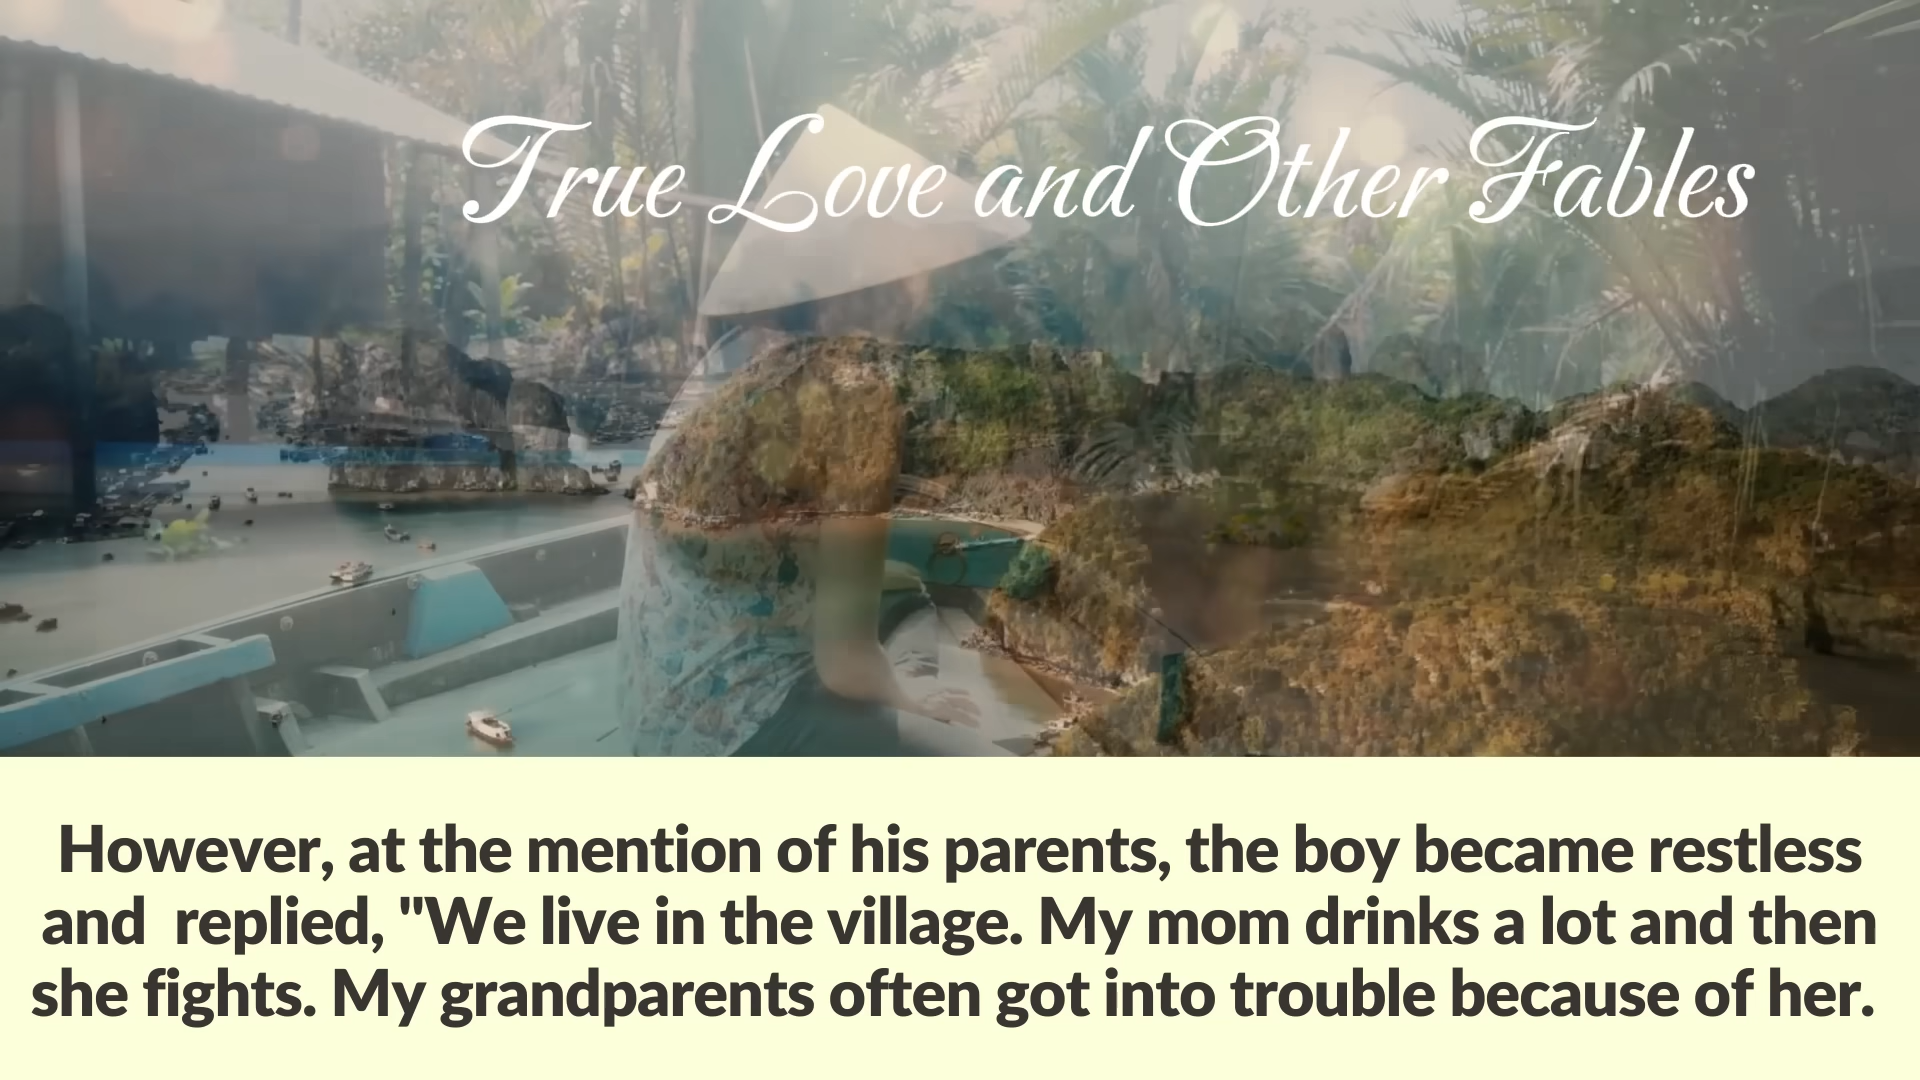 True Love and Other Fables
However, at the mention of his parents, the boy became restless
and  replied, "We live in the village. My mom drinks a lot and then
she fights. My grandparents often got into trouble because of her.